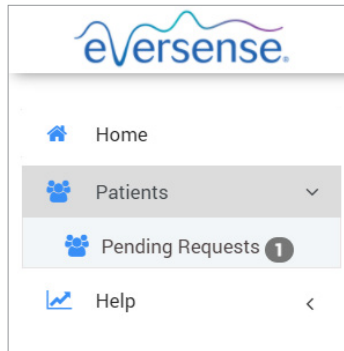 eversense.
Home
Patients
Pending Requests 1
Help